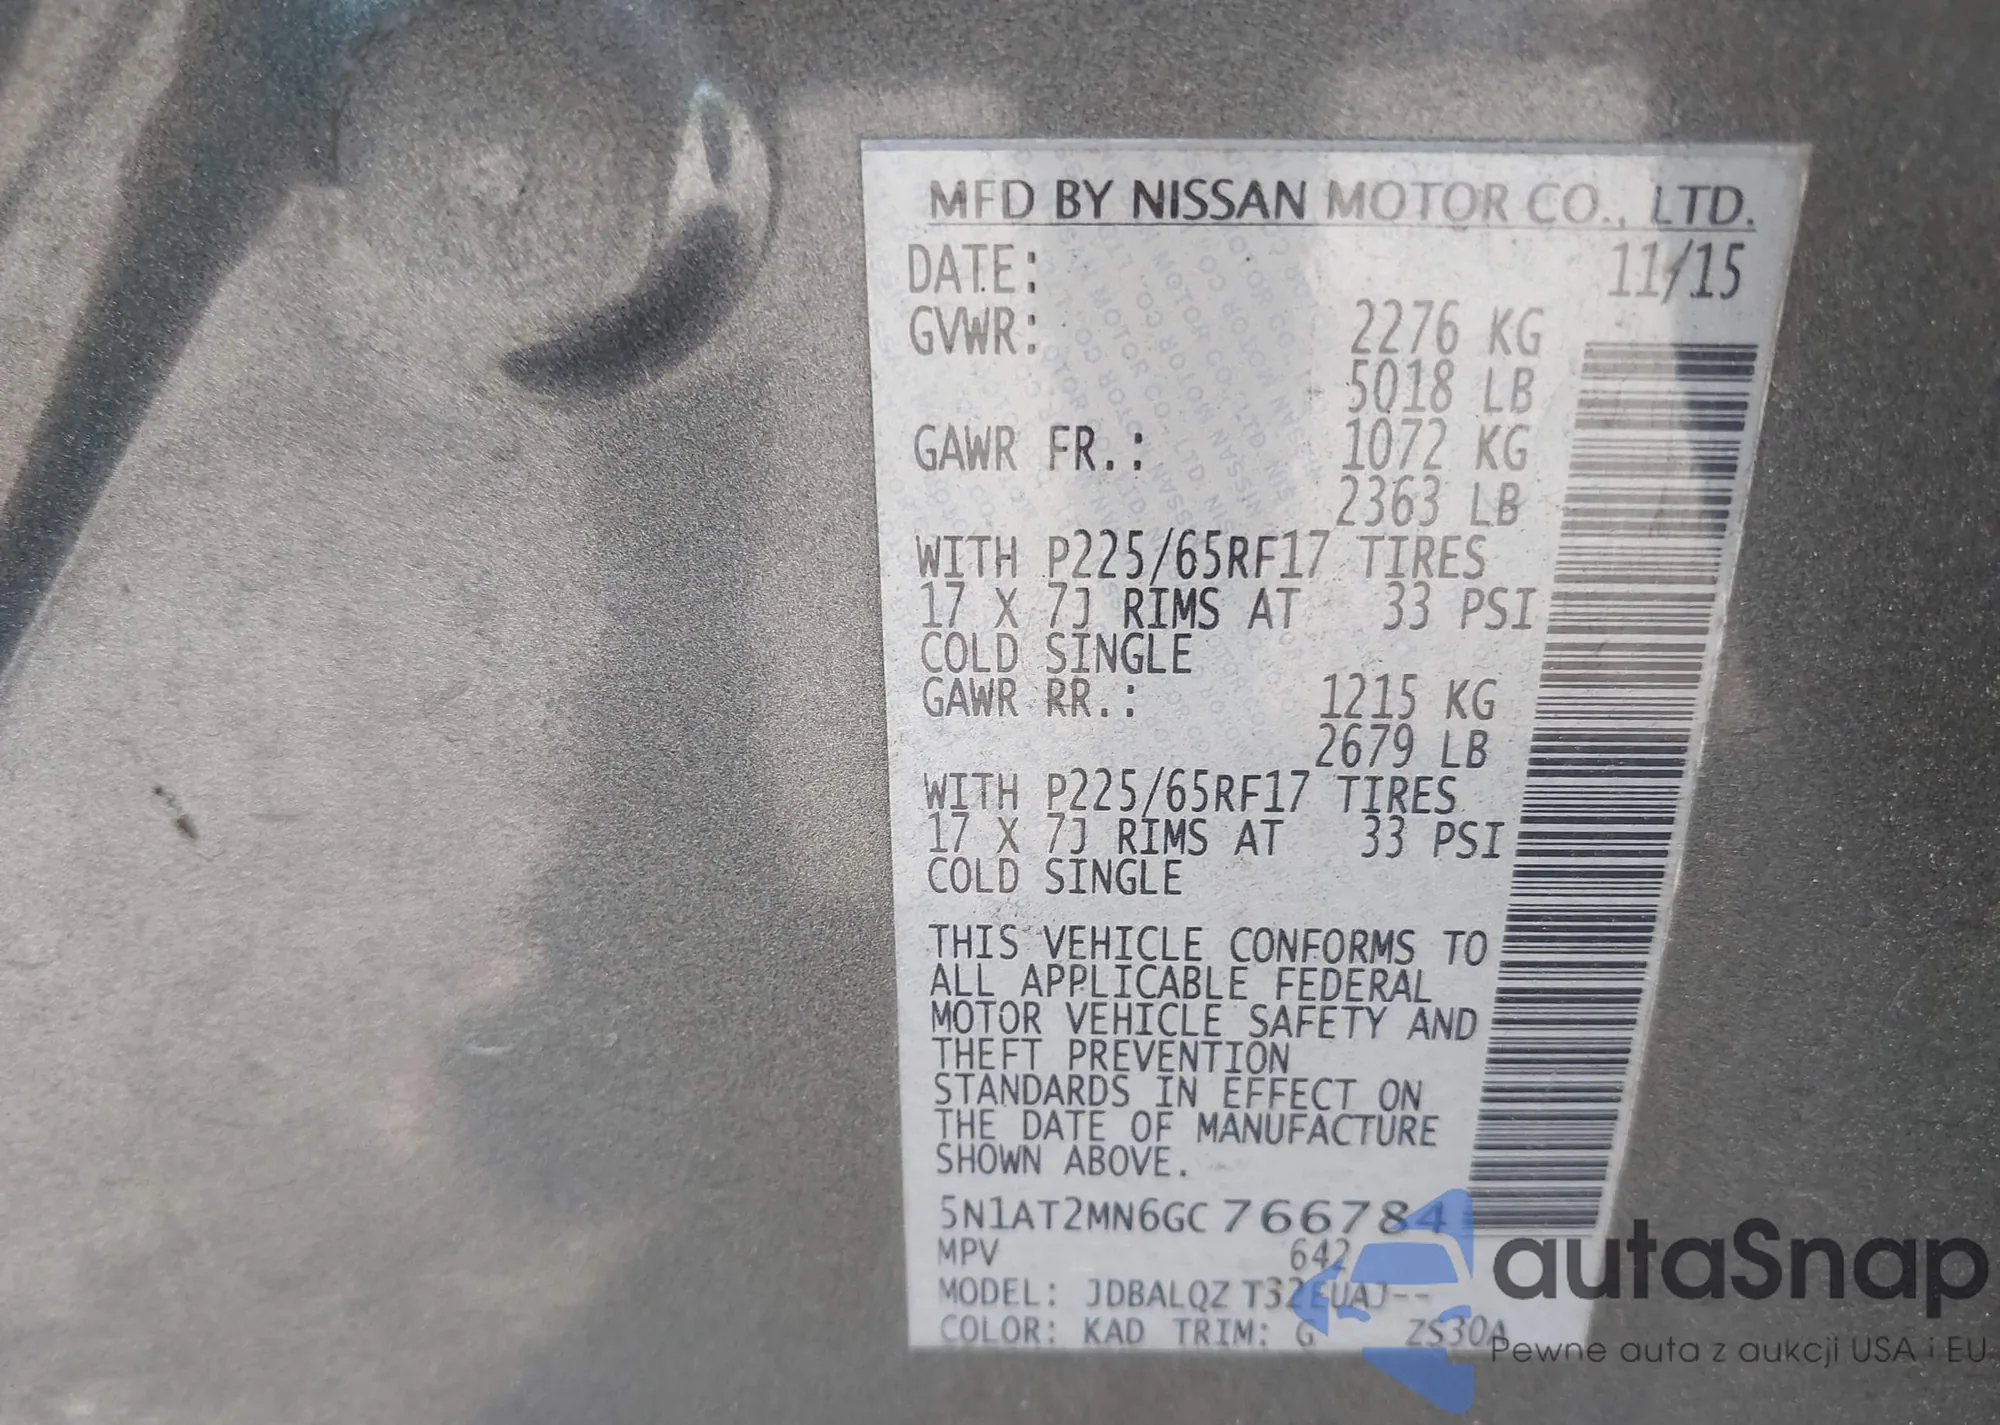 MFD BY NISSAN MOTOR CO., LTD.
DATE: 11/15
GVWR: 2276 KG
5018 LB
GAWR FR.: 1072 KG
2363 LB
WITH P225/65RF17 TIRES
17 X 7J RIMS AT 33 PSI
COLD SINGLE
GAWR RR.: 1215 KG
2679 LB
WITH P225/65RF17 TIRES
17 X 7J RIMS AT 33 PSI
COLD SINGLE
THIS VEHICLE CONFORMS TO
ALL APPLICABLE FEDERAL
MOTOR VEHICLE SAFETY AND
THEFT PREVENTION
STANDARDS IN EFFECT ON
THE DATE OF MANUFACTURE
SHOWN ABOVE.
5N1AT2MN6GC766784
MPV 642
MODEL: JDBALQZ T32EUAJ--
COLOR: KAD TRIM: G ZS30A
autaSnap
Pewne auta z aukcji USA i EU